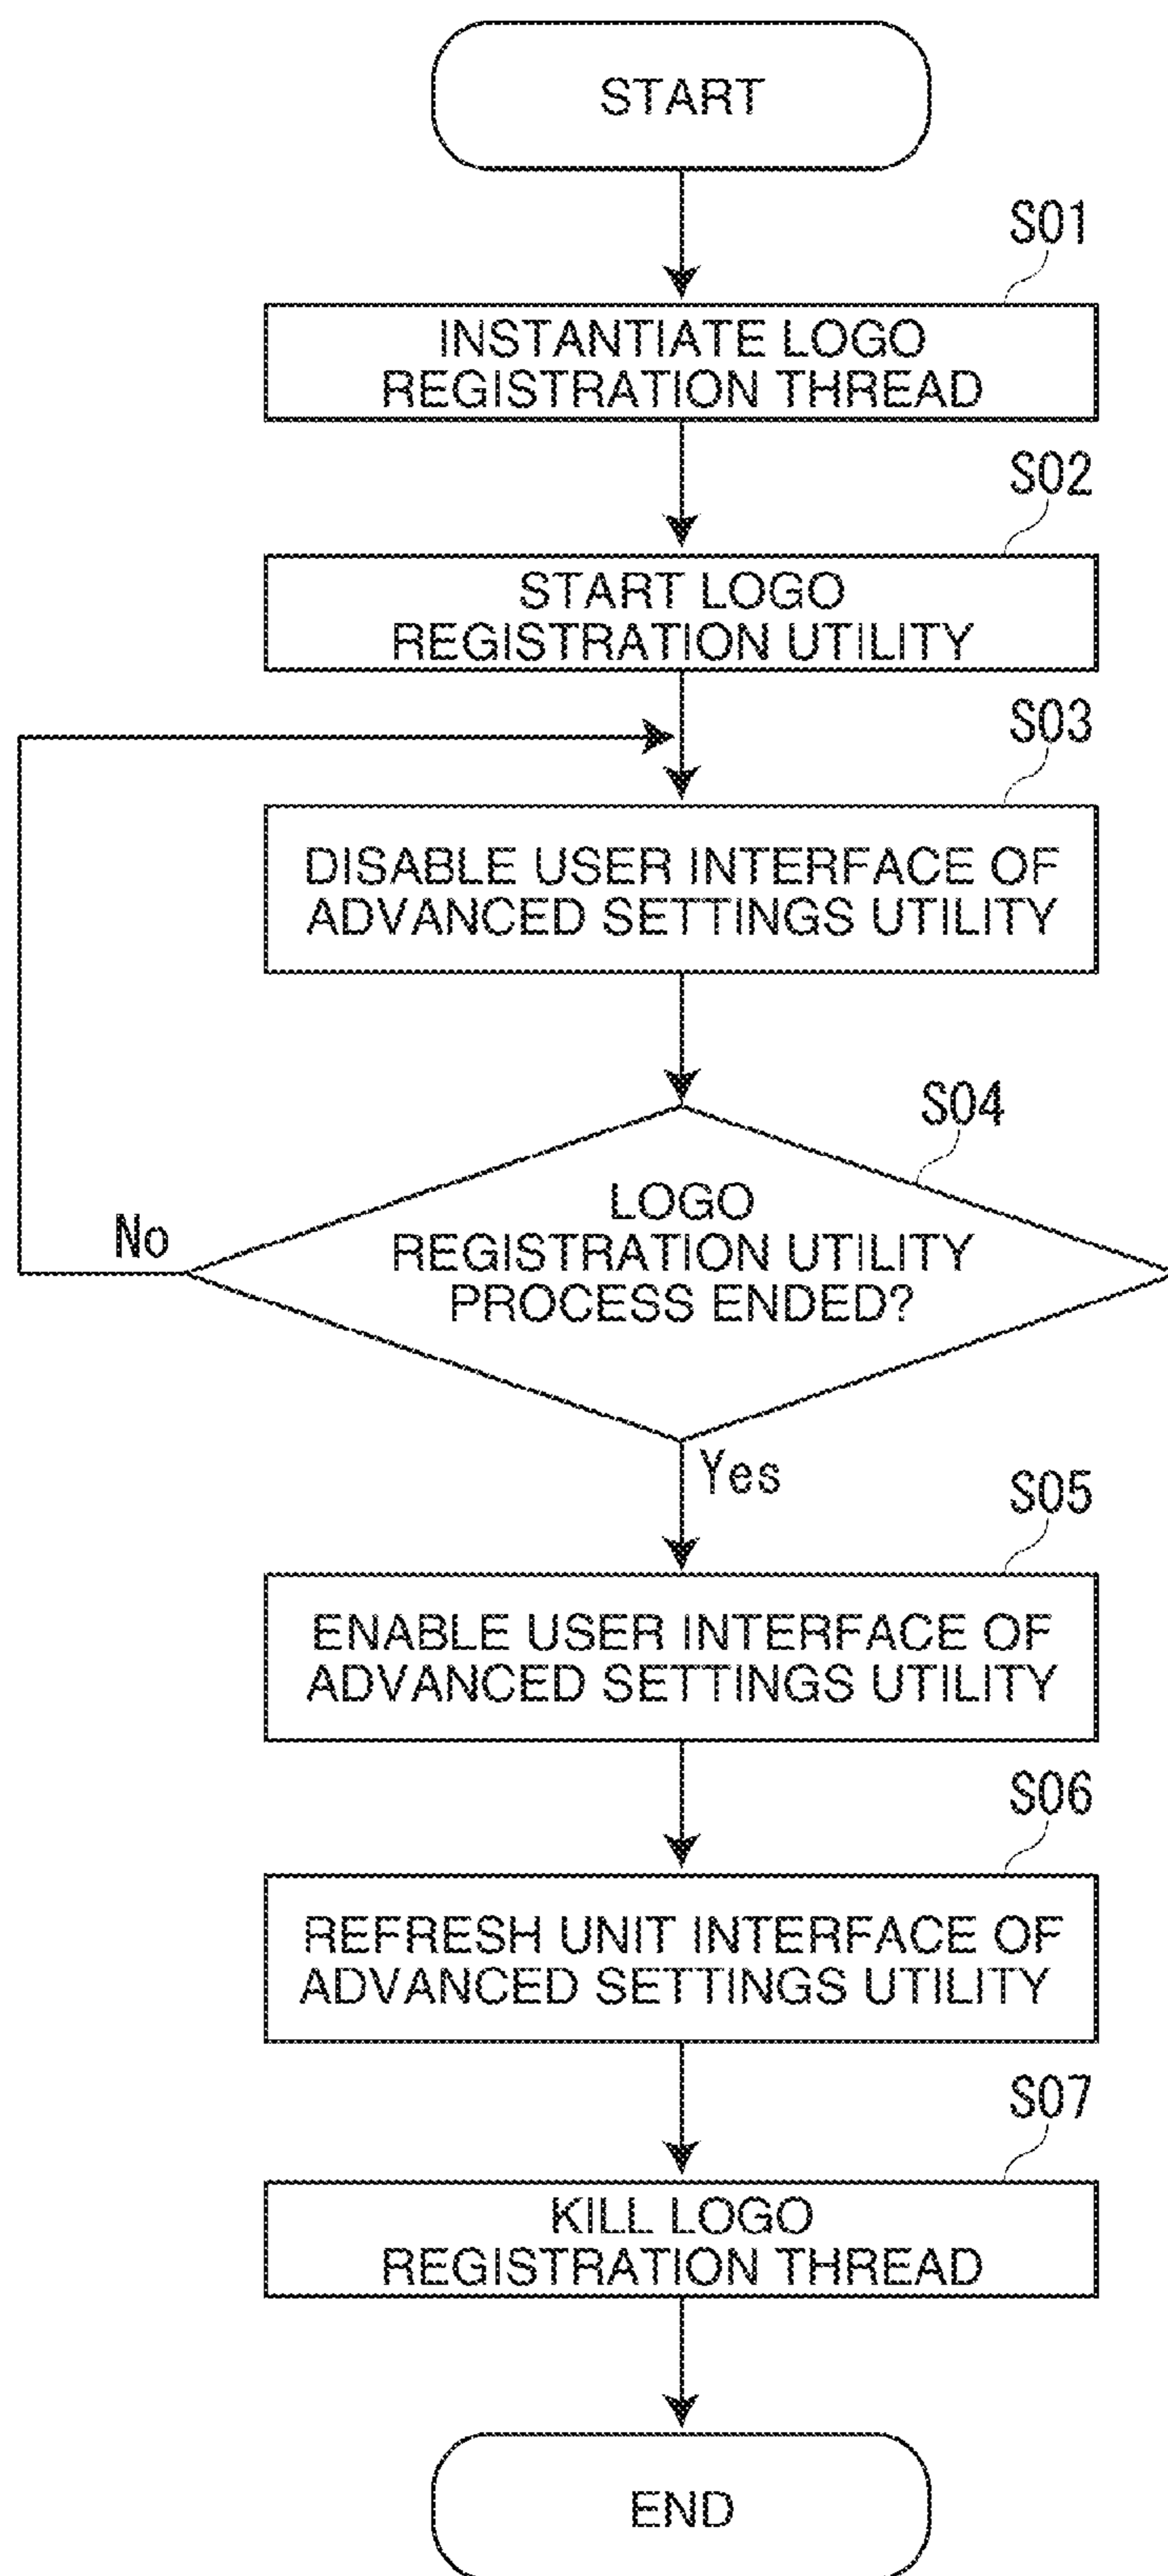 START
S01
INSTANTIATE LOGO
REGISTRATION THREAD
S02
START LOGO
REGISTRATION UTILITY
S03
DISABLE USER INTERFACE OF
ADVANCED SETTINGS UTILITY
S04
LOGO
REGISTRATION UTILITY
PROCESS ENDED?
No
Yes
S05
ENABLE USER INTERFACE OF
ADVANCED SETTINGS UTILITY
S06
REFRESH UNIT INTERFACE OF
ADVANCED SETTINGS UTILITY
S07
KILL LOGO
REGISTRATION THREAD
END